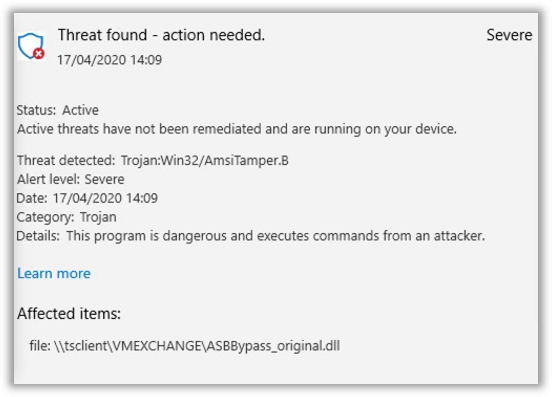 Threat found - action needed. Severe
17/04/2020 14:09
Status: Active
Active threats have not been remediated and are running on your device.
Threat detected: Trojan:Win32/AmsiTamper.B
Alert level: Severe
Date: 17/04/2020 14:09
Category: Trojan
Details: This program is dangerous and executes commands from an attacker.
Learn more
Affected items:
file: \\tsclient\VMEXCHANGE\ASBBypass_original.dll